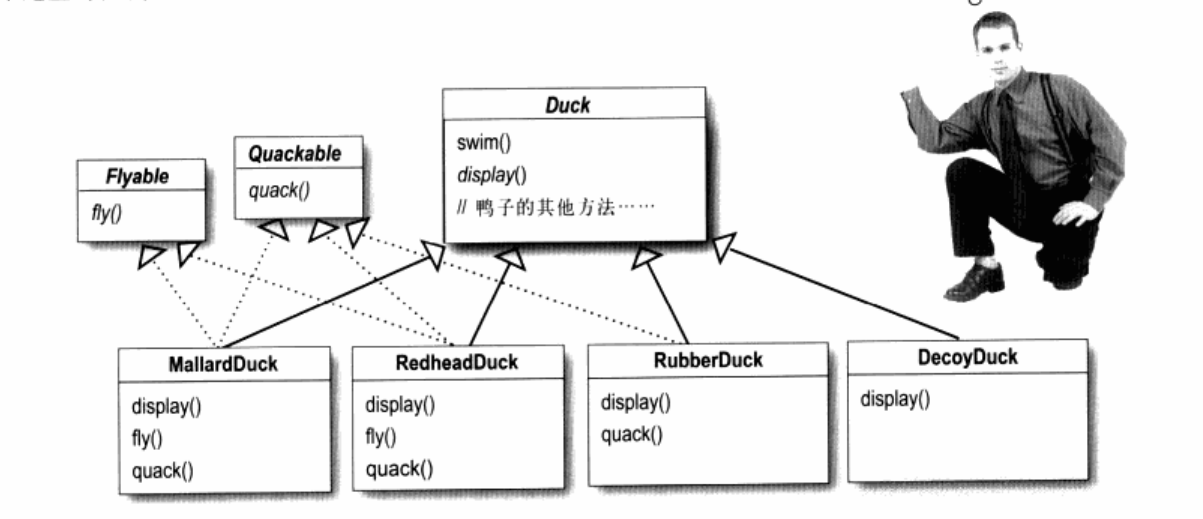 Duck
swim()
display()
// 鸭子的其他方法……
Quackable
quack()
Flyable
fly()
MallardDuck
display()
fly()
quack()
RedheadDuck
display()
fly()
quack()
RubberDuck
display()
quack()
DecoyDuck
display()